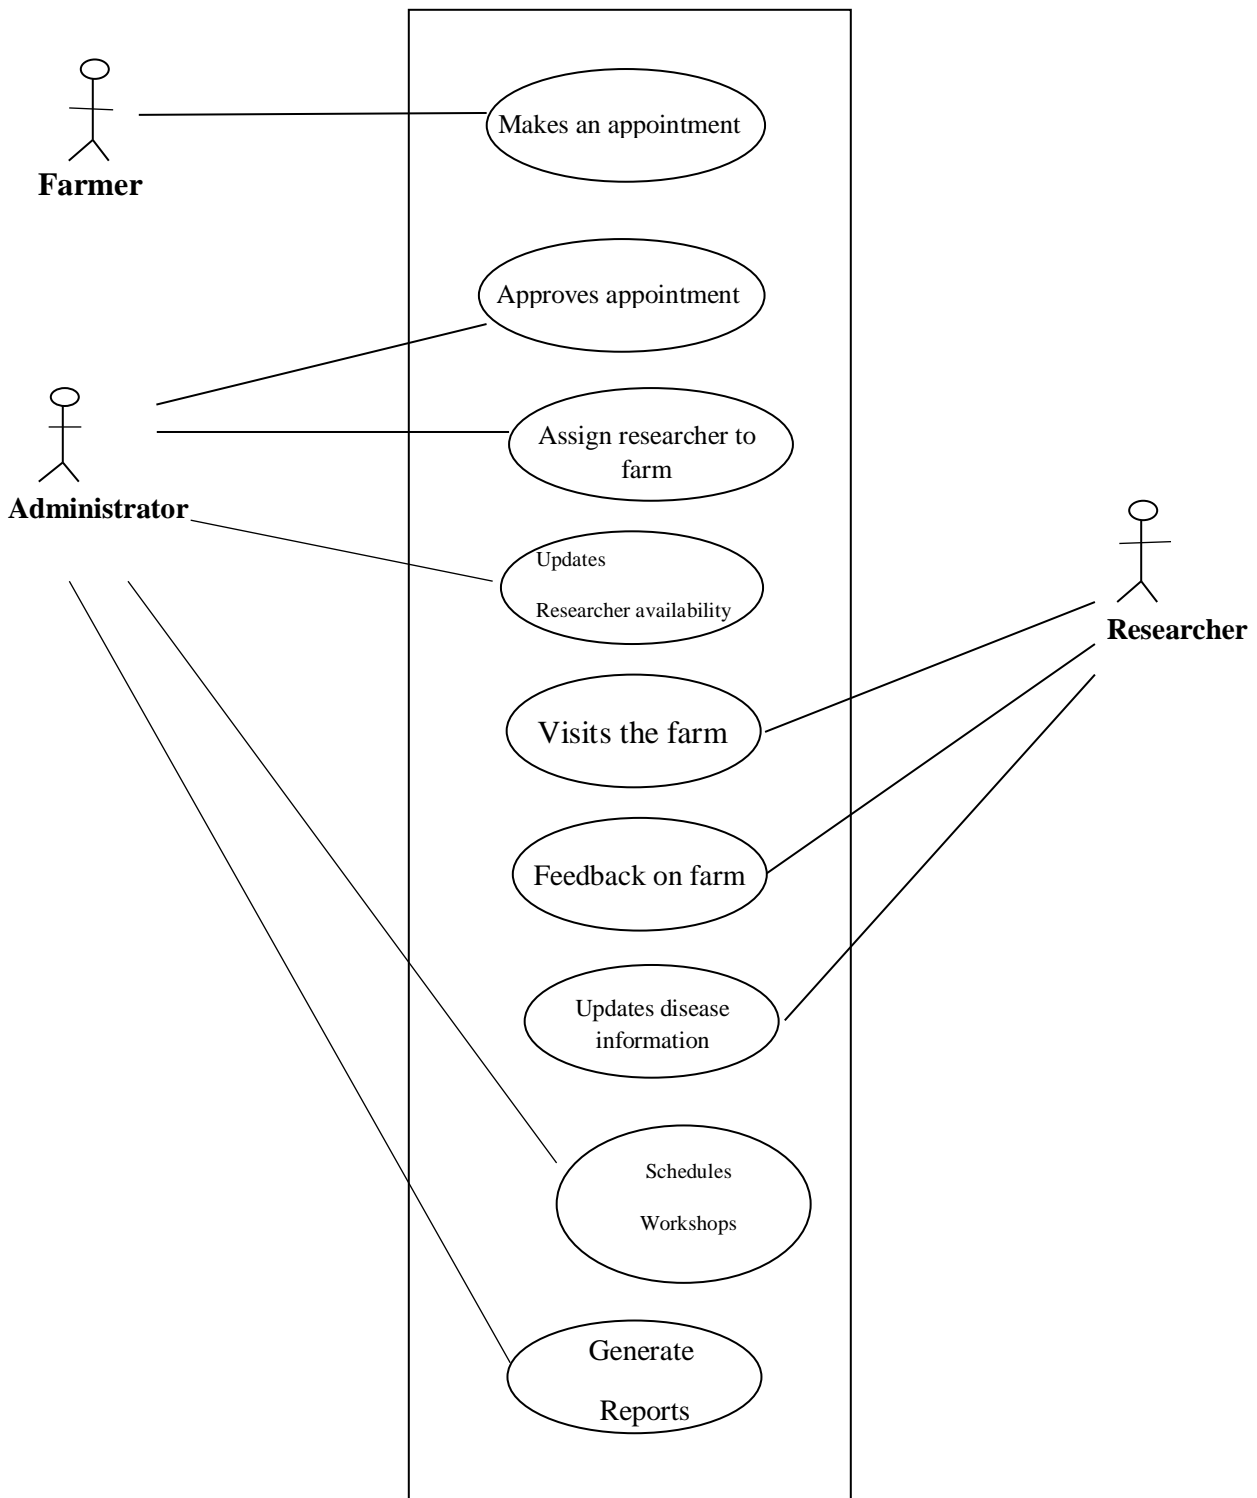 Makes an appointment
Farmer
Approves appointment
Assign researcher to
farm
Administrator
Updates
Researcher availability
Researcher
Visits the farm
Feedback on farm
Updates disease
information
Schedules
Workshops
Generate
Reports